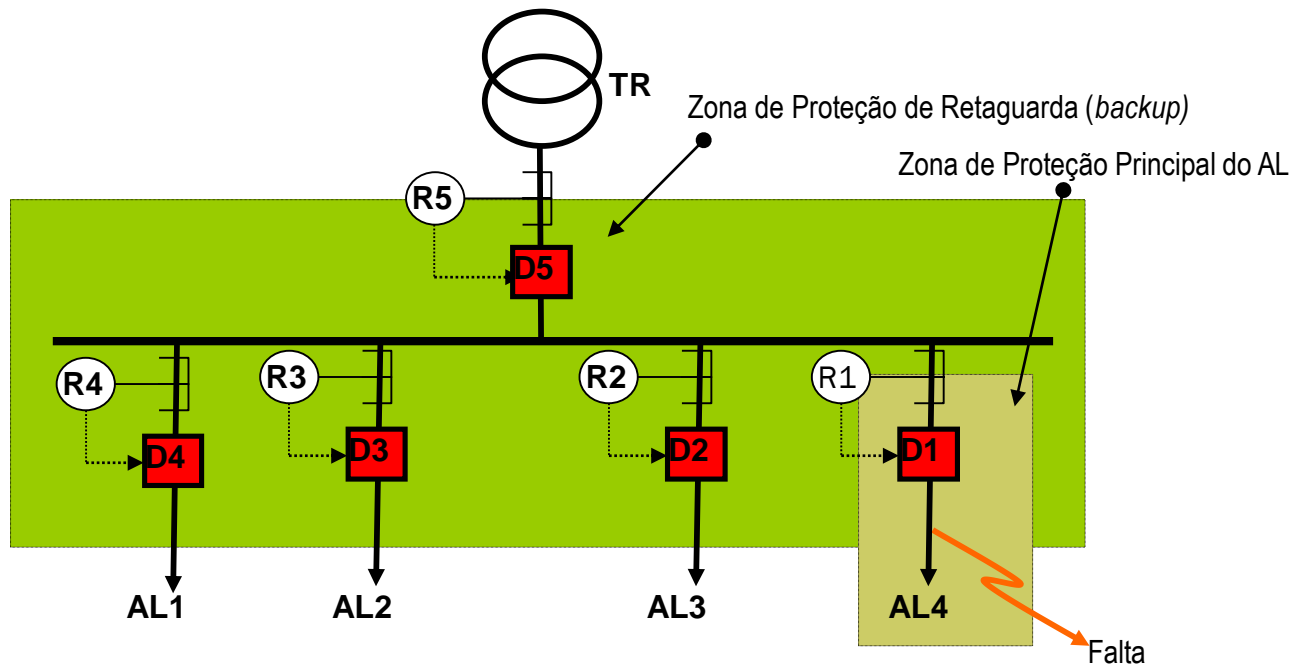 TR
Zona de Proteção de Retaguarda (backup)
Zona de Proteção Principal do AL
R5
D5
R4
R3
R2
R1
D4
D3
D2
D1
AL1
AL2
AL3
AL4
Falta